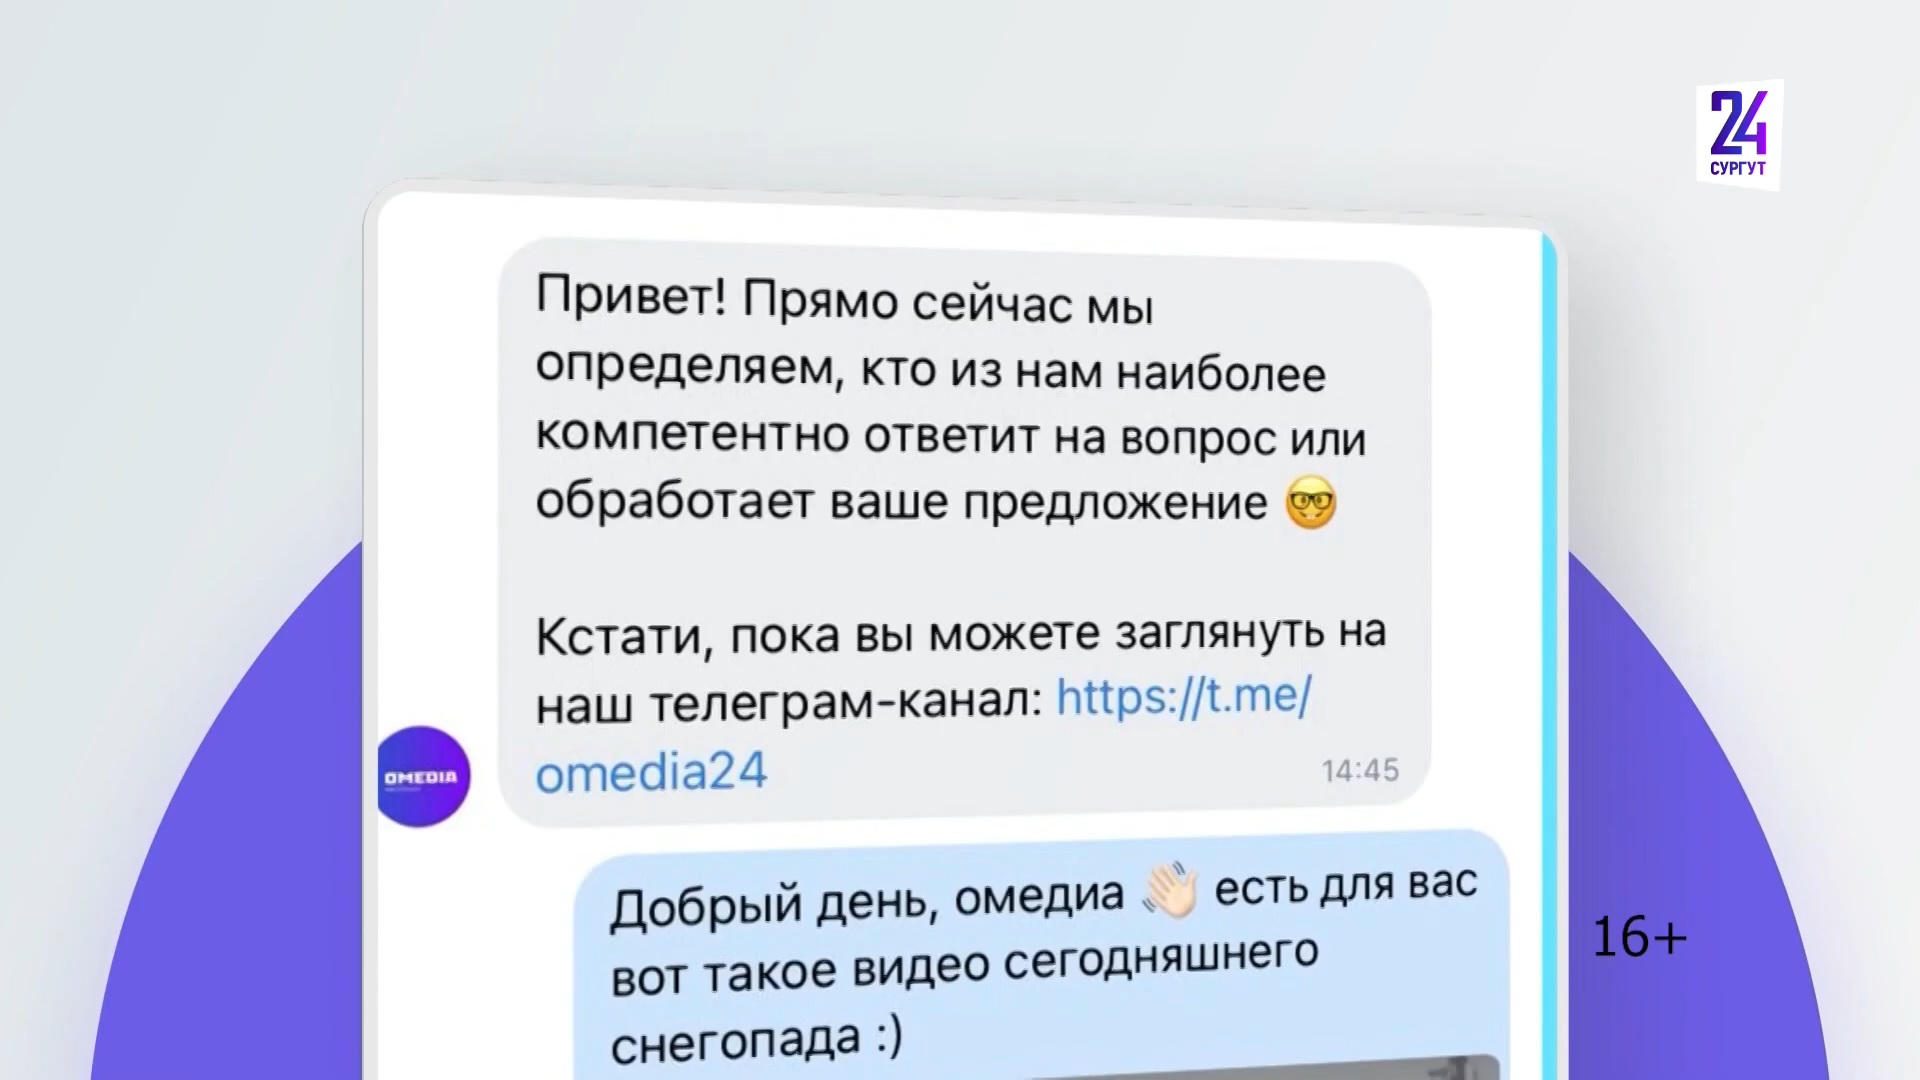 24
СУРГУТ
Привет! Прямо сейчас мы
определяем, кто из нам наиболее
компетентно ответит на вопрос или
обработает ваше предложение 🤓
Кстати, пока вы можете заглянуть на
наш телеграм-канал: https://t.me/
omedia24
14:45
OMEDIA
Добрый день, омедиа 👋🏻 есть для вас
вот такое видео сегодняшнего
снегопада :)
16+